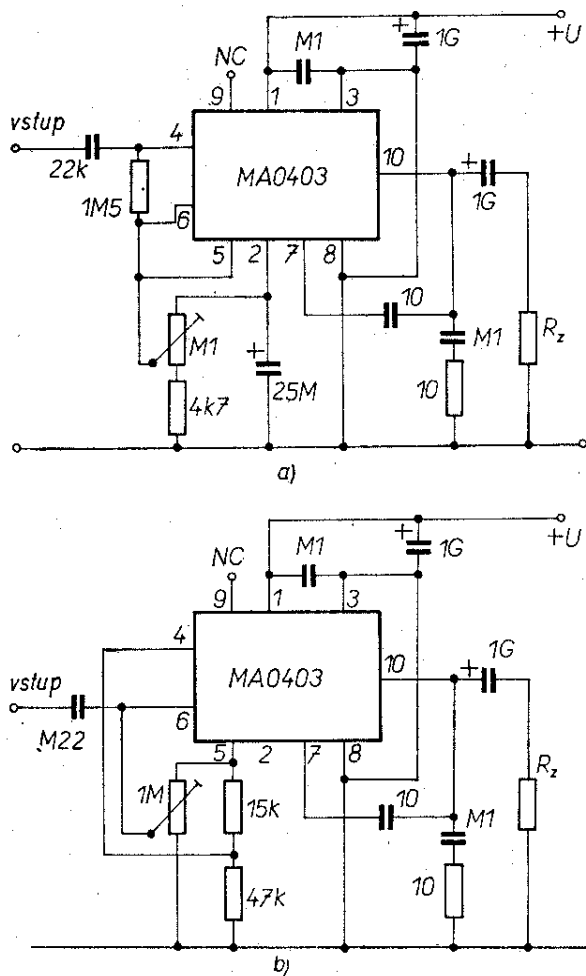 M1
+
1G
+U
NC
9
1
3
vstup
4
22k
MA0403
10
+
1G
1M5
6
5
2
7
8
10
M1
4k7
+
25M
M1
10
Rz
a)
M1
+
1G
+U
NC
9
1
3
4
vstup
MA0403
10
+
1G
6
M22
5
2
7
8
1M
15k
10
M1
Rz
47k
10
b)